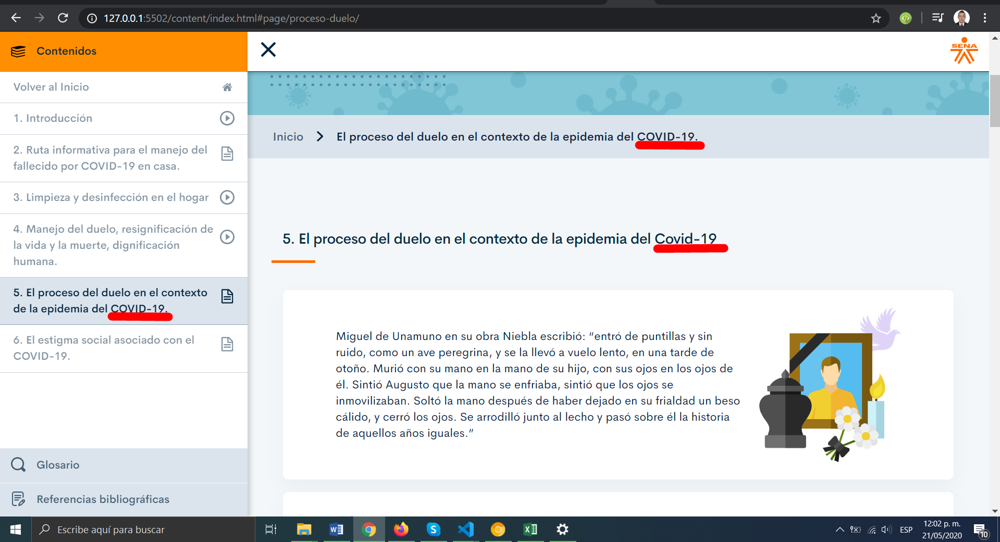 127.0.0.1:5502/content/index.html#page/proceso-duelo/
Contenidos
SENA
Volver al Inicio
1. Introducción
2. Ruta informativa para el manejo del
fallecido por COVID-19 en casa.
3. Limpieza y desinfección en el hogar
4. Manejo del duelo, resignificación de
la vida y la muerte, dignificación
humana.
5. El proceso del duelo en el contexto
de la epidemia del COVID-19.
6. El estigma social asociado con el
COVID-19.
Glosario
Referencias bibliográficas
Inicio El proceso del duelo en el contexto de la epidemia del COVID-19.
5. El proceso del duelo en el contexto de la epidemia del Covid-19
Miguel de Unamuno en su obra Niebla escribió: “entró de puntillas y sin
ruido, como un ave peregrina, y se la llevó a vuelo lento, en una tarde de
otoño. Murió con su mano en la mano de su hijo, con sus ojos en los ojos de
él. Sintió Augusto que la mano se enfriaba, sintió que los ojos se
inmovilizaban. Soltó la mano después de haber dejado en su frialdad un beso
cálido, y cerró los ojos. Se arrodilló junto al lecho y pasó sobre él la historia
de aquellos años iguales.”
Escribe aquí para buscar
ESP
12:02 p. m.
21/05/2020
10